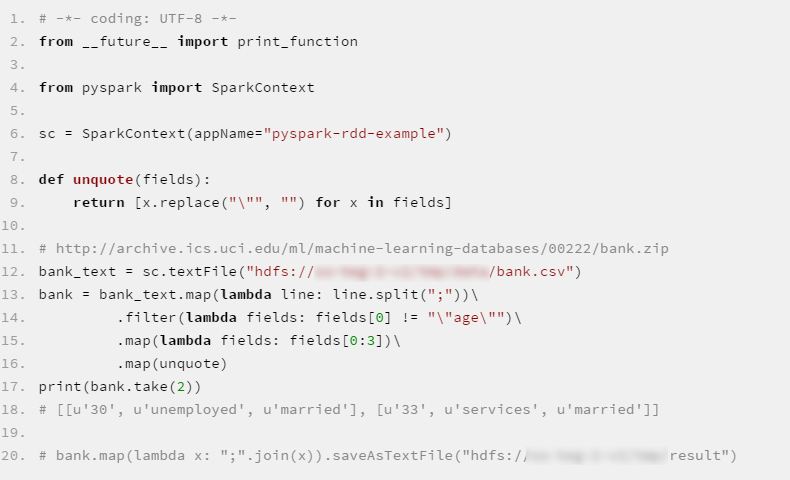 1. # -*- coding: UTF-8 -*-
2. from __future__ import print_function
3.
4. from pyspark import SparkContext
5.
6. sc = SparkContext(appName="pyspark-rdd-example")
7.
8. def unquote(fields):
9.     return [x.replace("\"", "") for x in fields]
10.
11. # http://archive.ics.uci.edu/ml/machine-learning-databases/00222/bank.zip
12. bank_text = sc.textFile("hdfs:///bank.csv")
13. bank = bank_text.map(lambda line: line.split(";"))\
14.          .filter(lambda fields: fields[0] != "\"age\"")\
15.          .map(lambda fields: fields[0:3])\
16.          .map(unquote)
17. print(bank.take(2))
18. # [[u'30', u'unemployed', u'married'], [u'33', u'services', u'married']]
19.
20. # bank.map(lambda x: ";".join(x)).saveAsTextFile("hdfs://result")